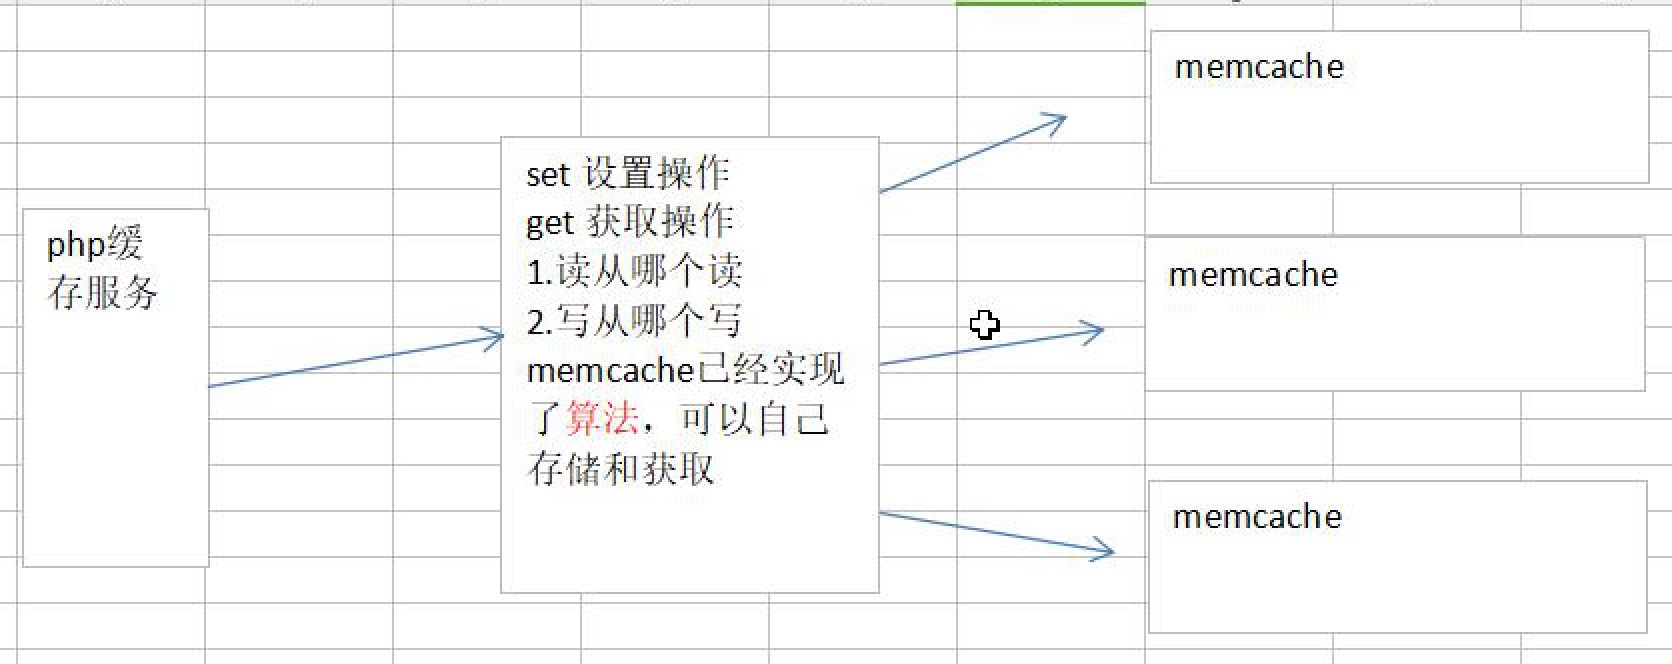 php缓
存服务
set 设置操作
get 获取操作
1.读从哪个读
2.写从哪个写
memcache已经实现
了算法，可以自己
存储和获取
memcache
memcache
memcache